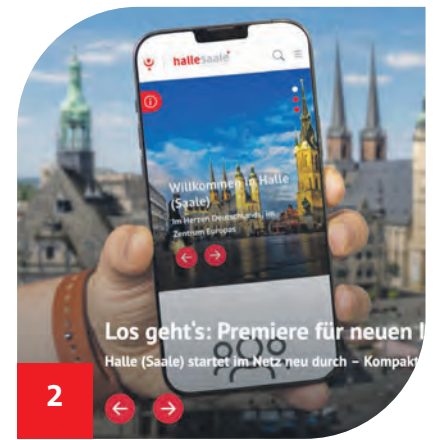 hallesaale
Willkommen in Halle
(Saale)
Im Herzen Deutschlands, im
Zentrum Europas
Los geht's: Premiere für neuen
Halle (Saale) startet im Netz neu durch – Kompakt
2